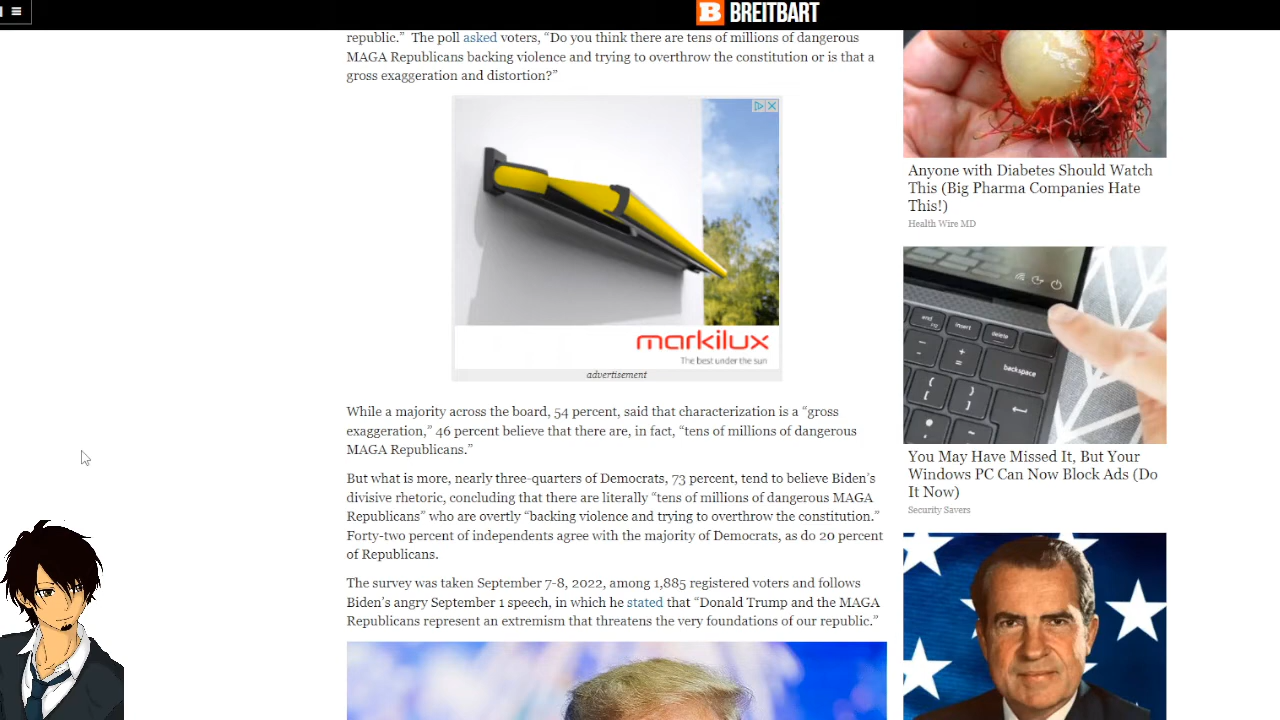 BREITBART
republic.” The poll asked voters, “Do you think there are tens of millions of dangerous
MAGA Republicans backing violence and trying to overthrow the constitution or is that a
gross exaggeration and distortion?”
markilux
The best under the sun
advertisement
While a majority across the board, 54 percent, said that characterization is a “gross
exaggeration,” 46 percent believe that there are, in fact, “tens of millions of dangerous
MAGA Republicans.”
But what is more, nearly three-quarters of Democrats, 73 percent, tend to believe Biden’s
divisive rhetoric, concluding that there are literally “tens of millions of dangerous MAGA
Republicans” who are overtly “backing violence and trying to overthrow the constitution.”
Forty-two percent of independents agree with the majority of Democrats, as do 20 percent
of Republicans.
The survey was taken September 7-8, 2022, among 1,885 registered voters and follows
Biden’s angry September 1 speech, in which he stated that “Donald Trump and the MAGA
Republicans represent an extremism that threatens the very foundations of our republic.”
Anyone with Diabetes Should Watch
This (Big Pharma Companies Hate
This!)
Health Wire MD
insert
delete
backspace
You May Have Missed It, But Your
Windows PC Can Now Block Ads (Do
It Now)
Security Savers